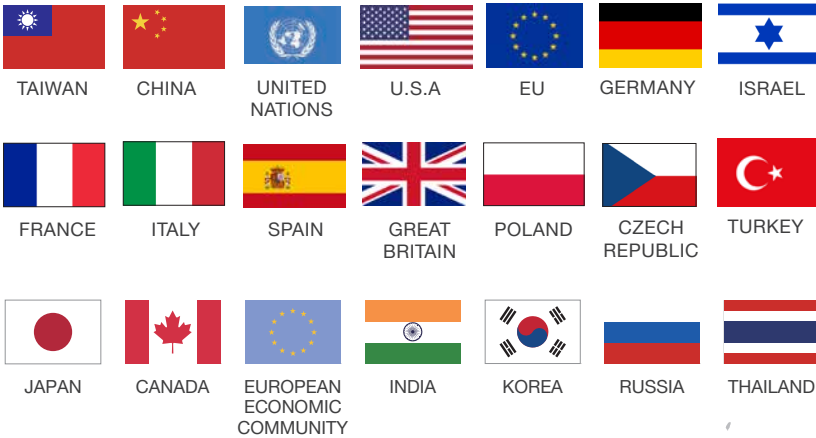 TAIWAN
CHINA
UNITED
NATIONS
U.S.A
EU
GERMANY
ISRAEL
FRANCE
ITALY
SPAIN
GREAT
BRITAIN
POLAND
CZECH
REPUBLIC
TURKEY
JAPAN
CANADA
EUROPEAN
ECONOMIC
COMMUNITY
INDIA
KOREA
RUSSIA
THAILAND